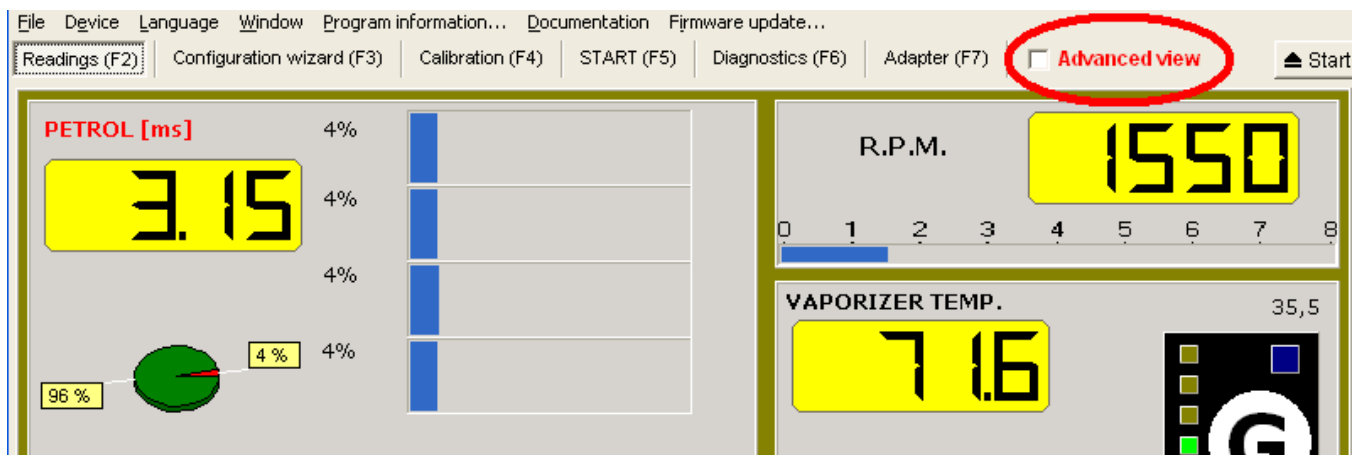 File Device Language Window Program information... Documentation Firmware update...
Readings (F2) Configuration wizard (F3) Calibration (F4) START (F5) Diagnostics (F6) Adapter (F7) Advanced view Start
PETROL [ms]
3.15
4%
4%
4%
4%
4 %
96 %
R.P.M.
1550
0 1 2 3 4 5 6 7 8
VAPORIZER TEMP.
35,5
71.6
G